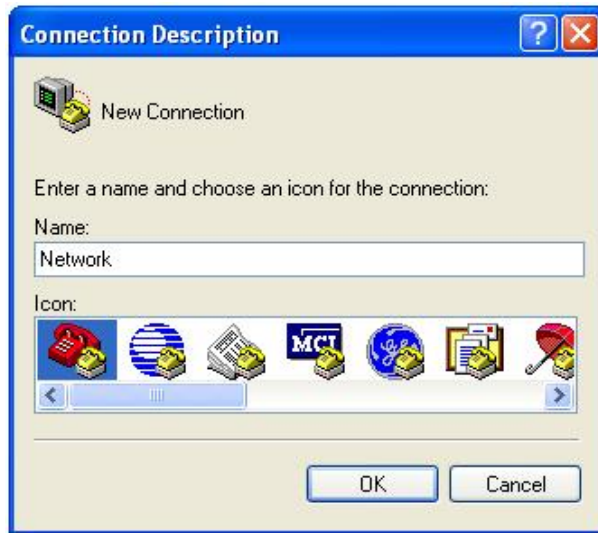 Connection Description
New Connection
Enter a name and choose an icon for the connection:
Name:
Network
Icon:
MCI
OK
Cancel